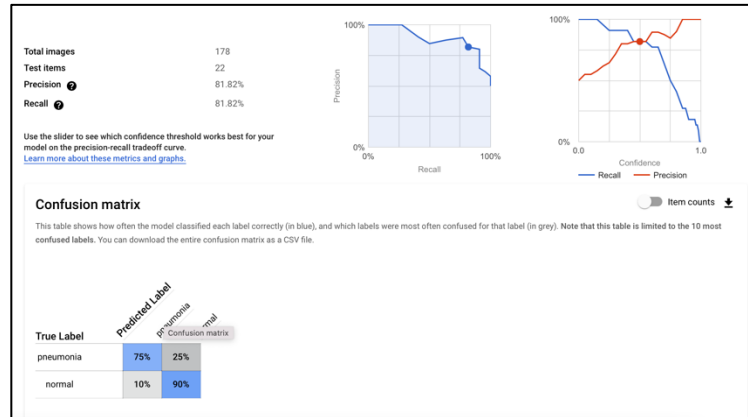 Total images 178
Test items 22
Precision ? 81.82%
Recall ? 81.82%
Use the slider to see which confidence threshold works best for your
model on the precision-recall tradeoff curve.
Learn more about these metrics and graphs.
100%
Precision
0%
0%
100%
Recall
100%
0%
0.0
1.0
Confidence
Recall Precision
Confusion matrix
Item counts
This table shows how often the model classified each label correctly (in blue), and which labels were most often confused for that label (in grey). Note that this table is limited to the 10 most
confused labels. You can download the entire confusion matrix as a CSV file.
True Label
Predicted Label
Confusion matrix
pneumonia 75% 25%
normal 10% 90%